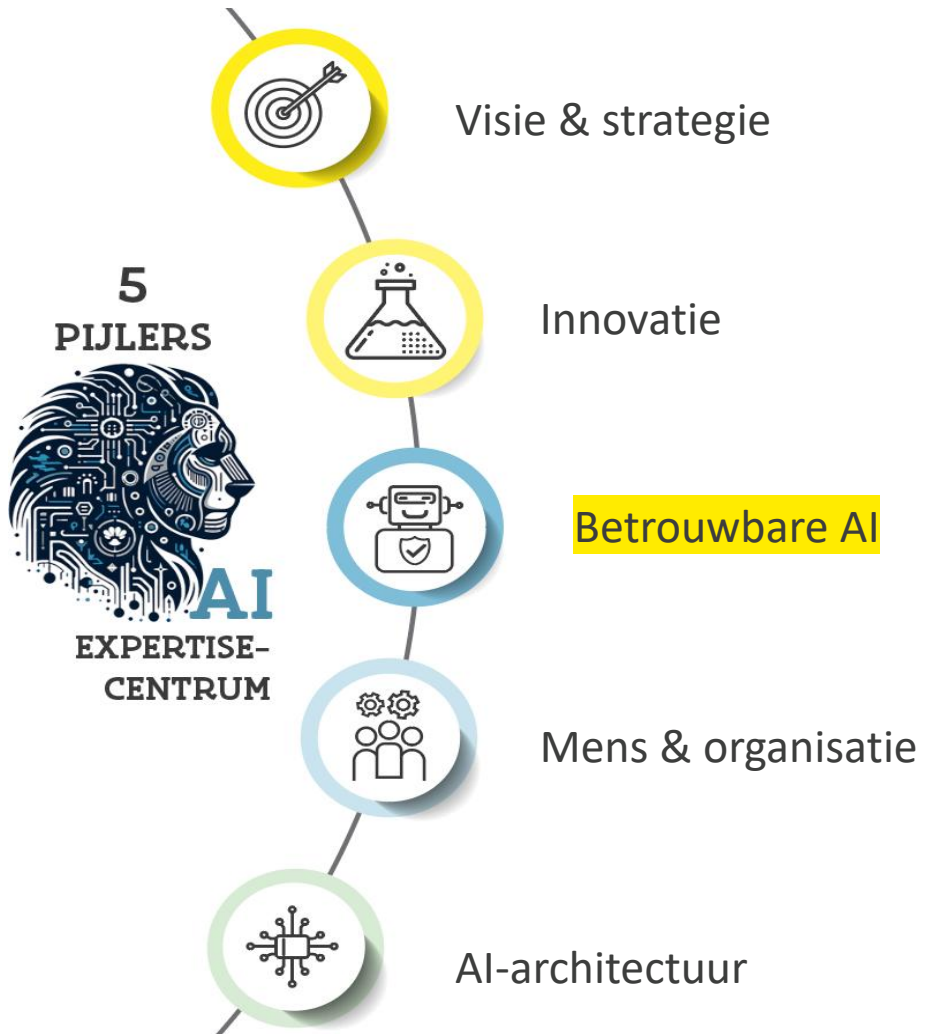 Visie & strategie
5
PIJLERS
Innovatie
Betrouwbare AI
AI
EXPERTISE-
CENTRUM
Mens & organisatie
AI-architectuur